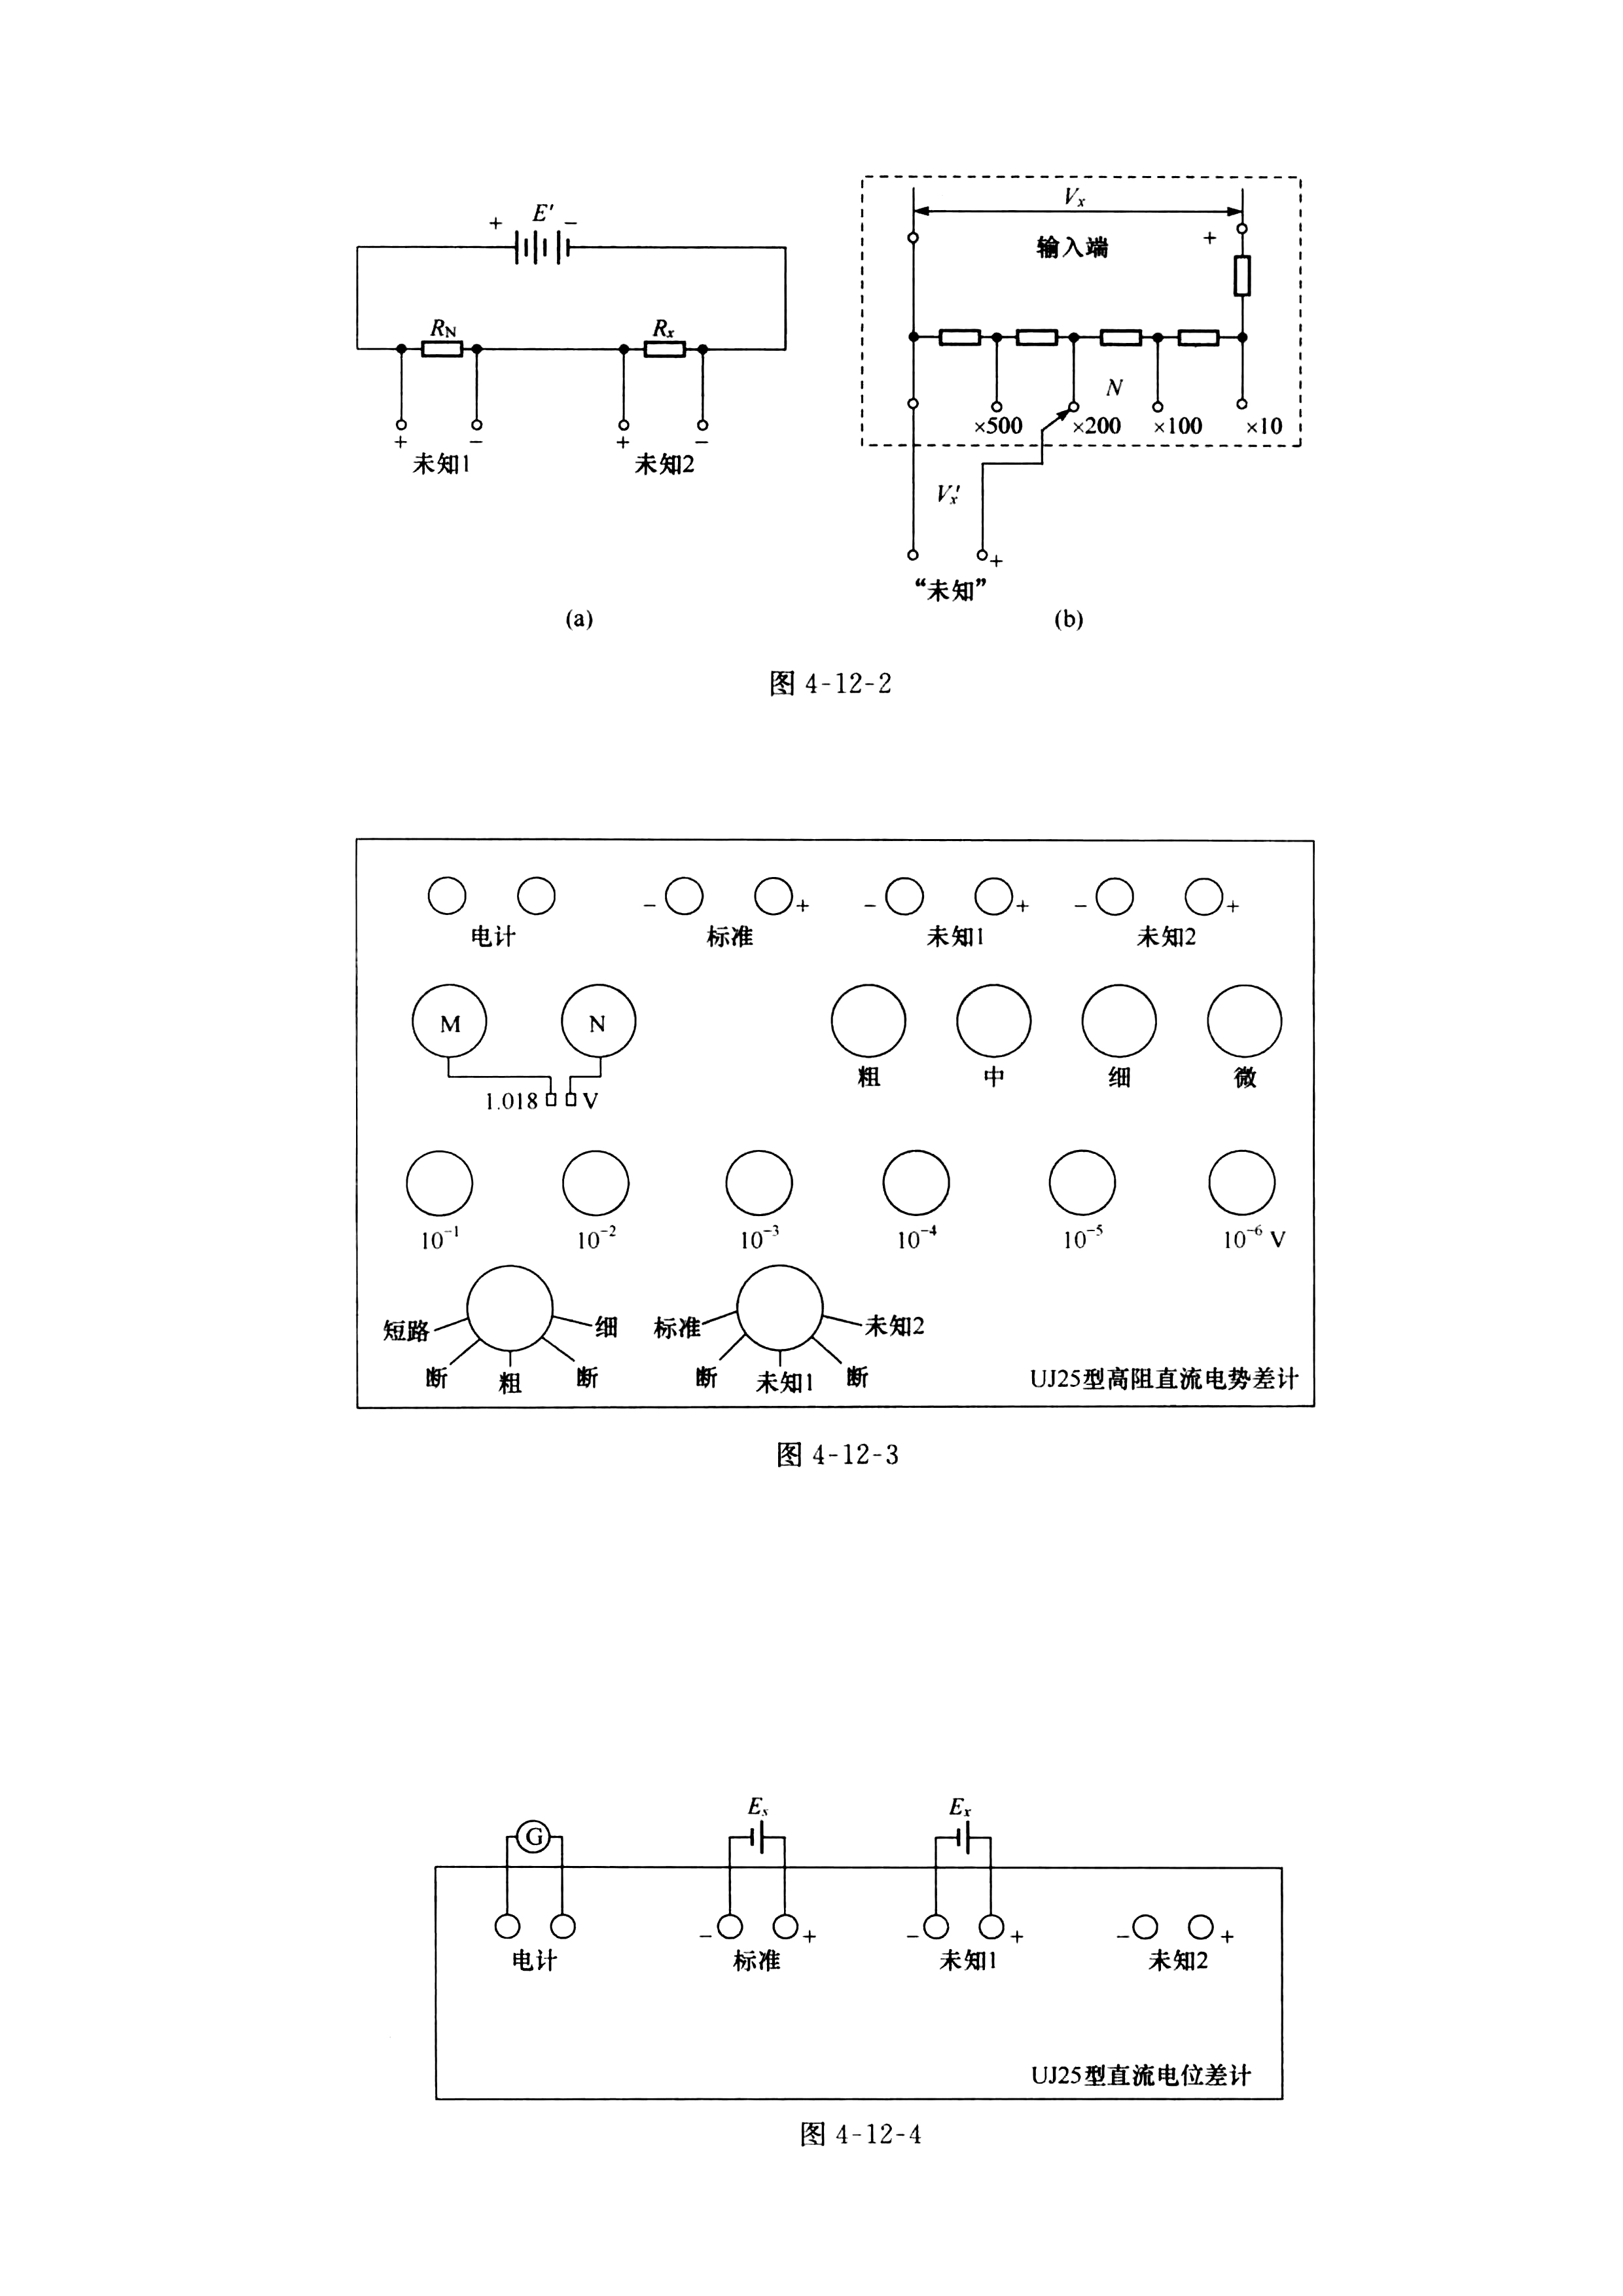 + E′ −
R_N R_x
+ − + −
未知1 未知2
V_x
输入端 +
N
×500 ×200 ×100 ×10
V_x′
+
“未知”
(a) (b)
图 4-12-2
− + − + − +
电计 标准 未知1 未知2
M N
粗 中 细 微
1.018 V
10⁻¹ 10⁻² 10⁻³ 10⁻⁴ 10⁻⁵ 10⁻⁶ V
短路 细 标准 未知2
断 粗 断 断 未知1 断
UJ25型高阻直流电势差计
图 4-12-3
E_s E_x
G
− + − + − +
电计 标准 未知1 未知2
UJ25型直流电位差计
图 4-12-4